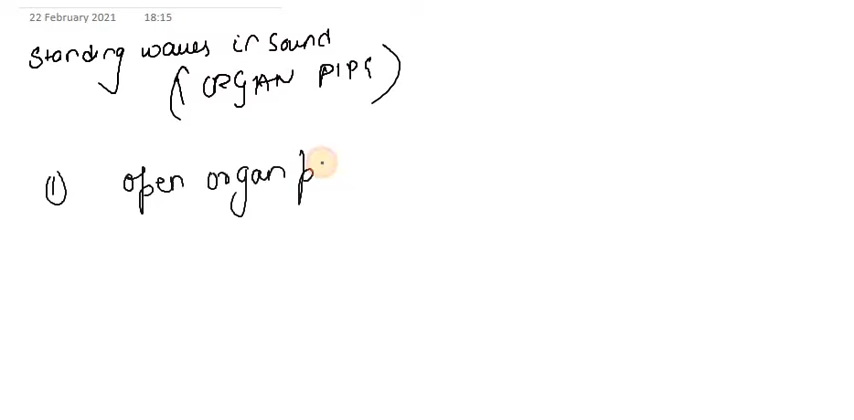 22 February 2021 18:15
Standing waves in sound
(ORGAN PIPE)
① open organ p